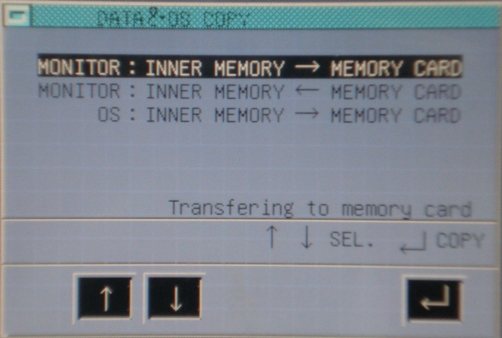 DATA&OS COPY
MONITOR : INNER MEMORY → MEMORY CARD
MONITOR : INNER MEMORY ← MEMORY CARD
OS : INNER MEMORY → MEMORY CARD
Transfering to memory card
↑ ↓ SEL. ↵ COPY
↑ ↓ ↵